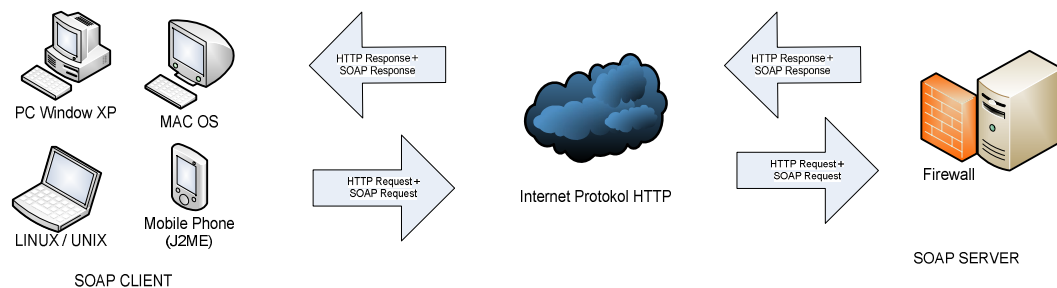 PC Window XP
MAC OS
LINUX / UNIX
Mobile Phone
(J2ME)
SOAP CLIENT
HTTP Response+
SOAP Response
HTTP Request+
SOAP Request
Internet Protokol HTTP
HTTP Response+
SOAP Response
HTTP Request+
SOAP Request
Firewall
SOAP SERVER